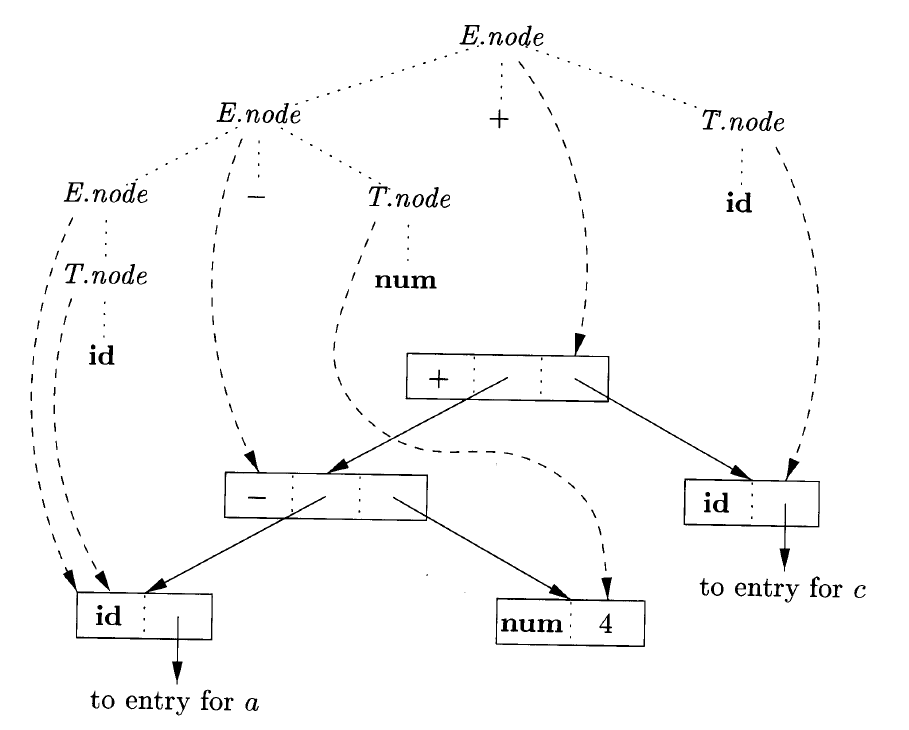 E.node
E.node + T.node
E.node − T.node id
T.node num
id
+
− id
to entry for c
id num 4
to entry for a